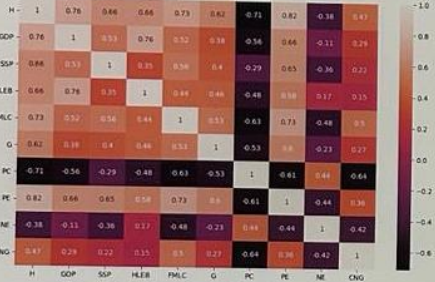 H 1 0.76 0.66 0.66 0.73 0.62 -0.71 0.82 -0.38 0.47 1.0
GDP 0.76 1 0.53 0.76 0.52 0.38 -0.56 0.66 -0.11 0.29 0.8
SSP 0.66 0.53 1 0.35 0.56 0.4 -0.29 0.65 -0.36 0.22 0.6
HLEB 0.66 0.76 0.35 1 0.44 0.46 -0.48 0.58 0.17 0.15 0.4
FMLC 0.73 0.52 0.56 0.44 1 0.53 -0.63 0.73 -0.48 0.5 0.2
G 0.62 0.38 0.4 0.46 0.53 1 -0.53 0.6 -0.23 0.27 0.0
PC -0.71 -0.56 -0.29 -0.48 -0.63 -0.53 1 -0.61 0.44 -0.64 -0.2
PE 0.82 0.66 0.65 0.58 0.73 0.6 -0.61 1 -0.44 0.36 -0.4
NE -0.38 -0.11 -0.36 0.17 -0.48 -0.23 0.44 -0.44 1 -0.42
CNG 0.47 0.29 0.22 0.15 0.5 0.27 -0.64 0.36 -0.42 1 -0.6
H GDP SSP HLEB FMLC G PC PE NE CNG